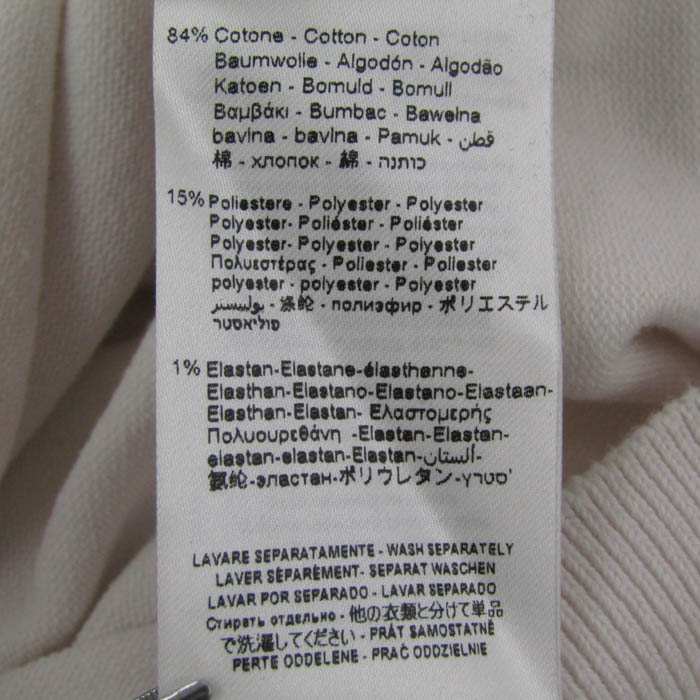 84% Cotone - Cotton - Coton
Baumwolle - Algodón - Algodão
Katoen - Bomuld - Bomull
Βαμβάκι - Bumbac - Bawełna
bavlna - bavlna - Pamuk - قطن
棉 - хлопок - 綿 - כותנה
15% Poliestere - Polyester - Polyester
Polyester- Poliéster - Poliéster
Polyester- Polyester - Polyester
Πολυεστέρας - Poliester - Poliester
polyester - polyester - Polyester
بوليستر - 涤纶 - полиэфир - ポリエステル
פוליאסטר
1% Elastan-Elastane-élasthanne-
Elasthan-Elastano-Elastano-Elastaan-
Elasthan-Elastan- Ελαστομερής
Πολυουρεθάνη -Elastan-Elastan-
elastan-elastan-Elastan-ألستان-
氨纶-эластан-ポリウレタン-סטרץ'
LAVARE SEPARATAMENTE - WASH SEPARATELY
LAVER SÉPARÉMENT- SEPARAT WASCHEN
LAVAR POR SEPARADO - LAVAR SEPARADO
Стирать отдельно - 他の衣類と分けて単品
で洗濯してください - PRÁT SAMOSTATNĚ
PERTE ODDELENE - PRAĆ ODDZIELNIE